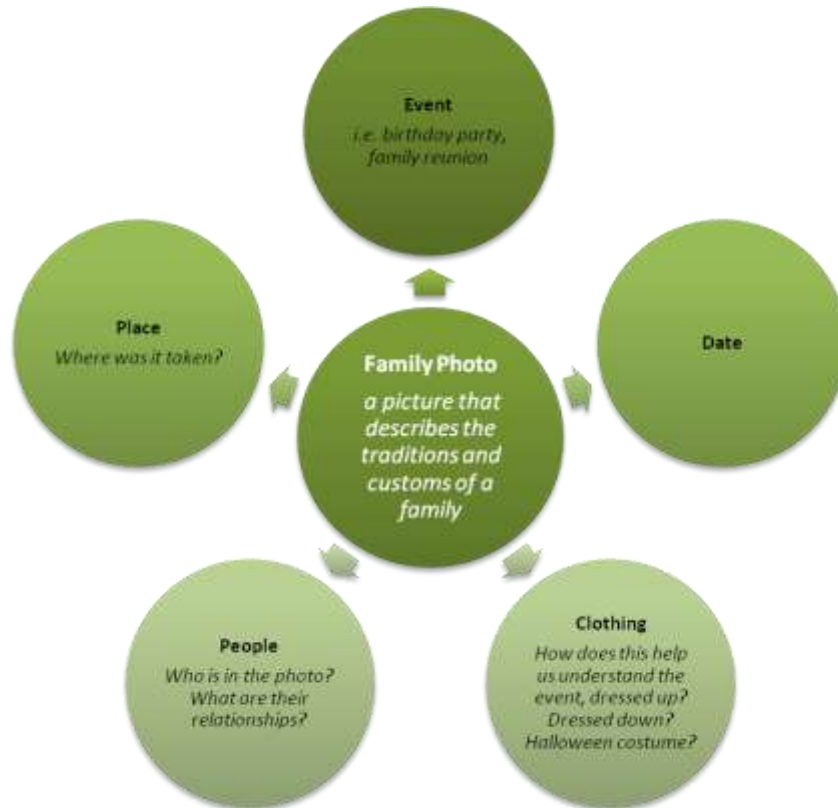 Event
i.e. birthday party,
family reunion
Place
Where was it taken?
Family Photo
a picture that
describes the
traditions and
customs of a
family
Date
People
Who is in the photo?
What are their
relationships?
Clothing
How does this help
us understand the
event, dressed up?
Dressed down?
Halloween costume?